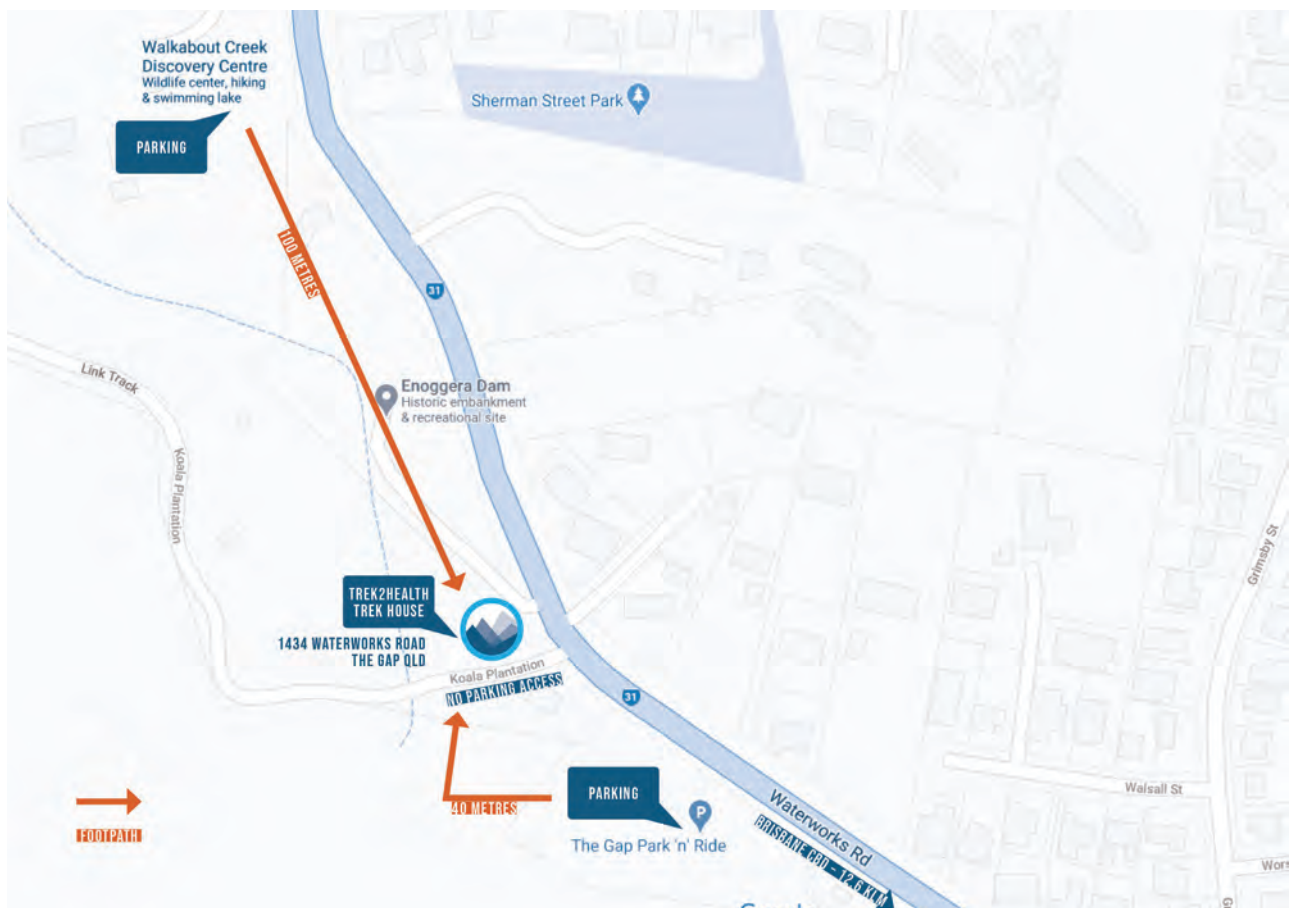 Walkabout Creek
Discovery Centre
Wildlife center, hiking
& swimming lake
PARKING
Sherman Street Park
100 METRES
31
Link Track
Enoggera Dam
Historic embankment
& recreational site
Koala Plantation
Grimsby St
TREK2HEALTH
TREK HOUSE
1434 WATERWORKS ROAD
THE GAP QLD
Koala Plantation
NO PARKING ACCESS
31
40 METRES
PARKING
P
The Gap Park 'n' Ride
Walsall St
Waterworks Rd
BRISBANE CBD - 12.6 KLM
FOOTPATH